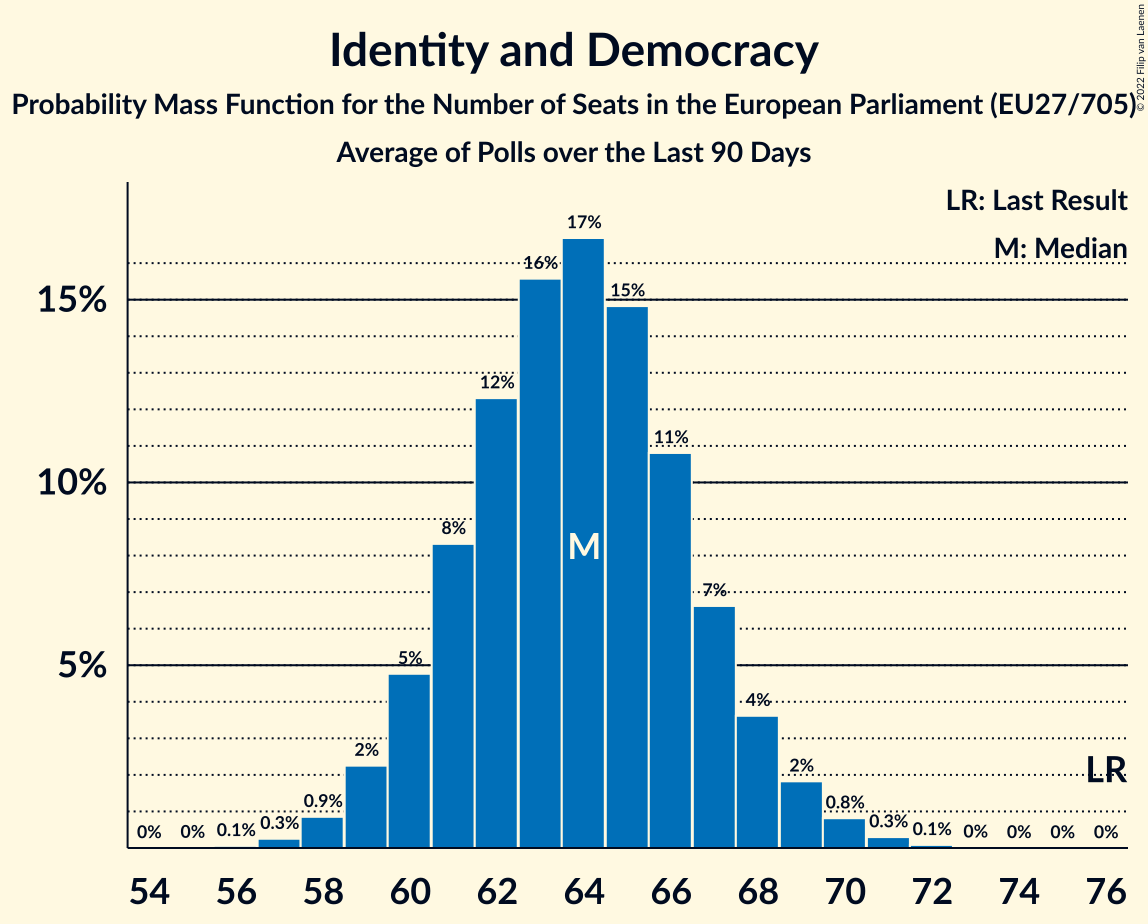 Identity and Democracy
Probability Mass Function for the Number of Seats in the European Parliament (EU27/705)
Average of Polls over the Last 90 Days
© 2022 Filip van Laenen
LR: Last Result
M: Median
17%
16%
15%
15%
12%
11%
10%
8%
M
7%
5%
5%
4%
2%
2%
LR
0% 0% 0.1% 0.3% 0.9% 0.8% 0.3% 0.1% 0% 0% 0% 0%
54 56 58 60 62 64 66 68 70 72 74 76